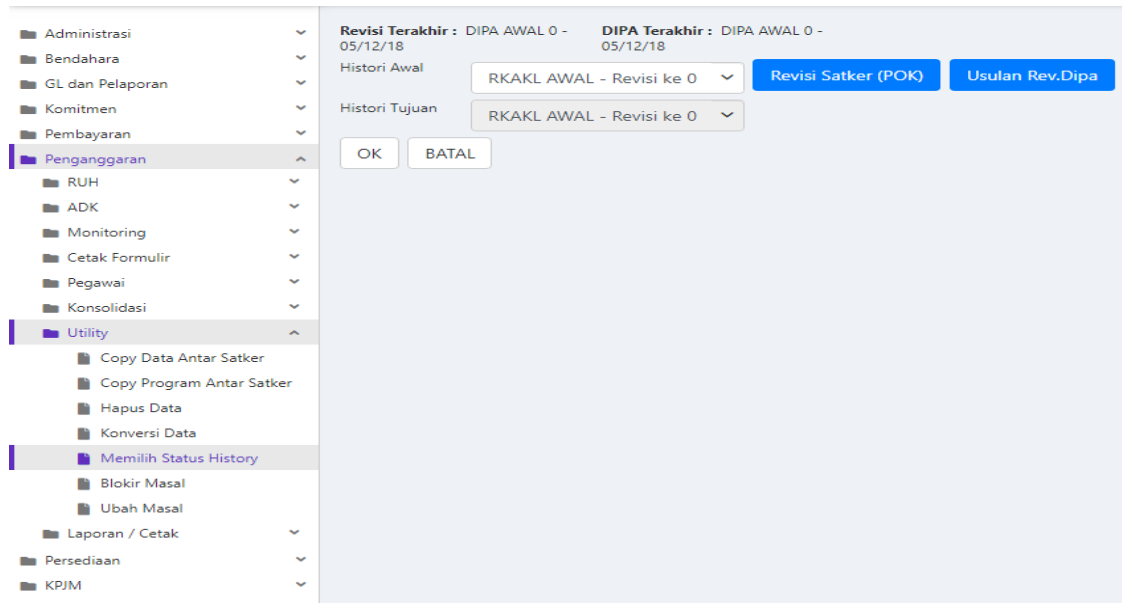 Administrasi
Bendahara
GL dan Pelaporan
Komitmen
Pembayaran
Penganggaran
RUH
ADK
Monitoring
Cetak Formulir
Pegawai
Konsolidasi
Utility
Copy Data Antar Satker
Copy Program Antar Satker
Hapus Data
Konversi Data
Memilih Status History
Blokir Masal
Ubah Masal
Laporan / Cetak
Persediaan
KPJM
Revisi Terakhir : DIPA AWAL 0 -
05/12/18
DIPA Terakhir : DIPA AWAL 0 -
05/12/18
Histori Awal
RKAKL AWAL - Revisi ke 0
Revisi Satker (POK)
Usulan Rev.Dipa
Histori Tujuan
RKAKL AWAL - Revisi ke 0
OK
BATAL